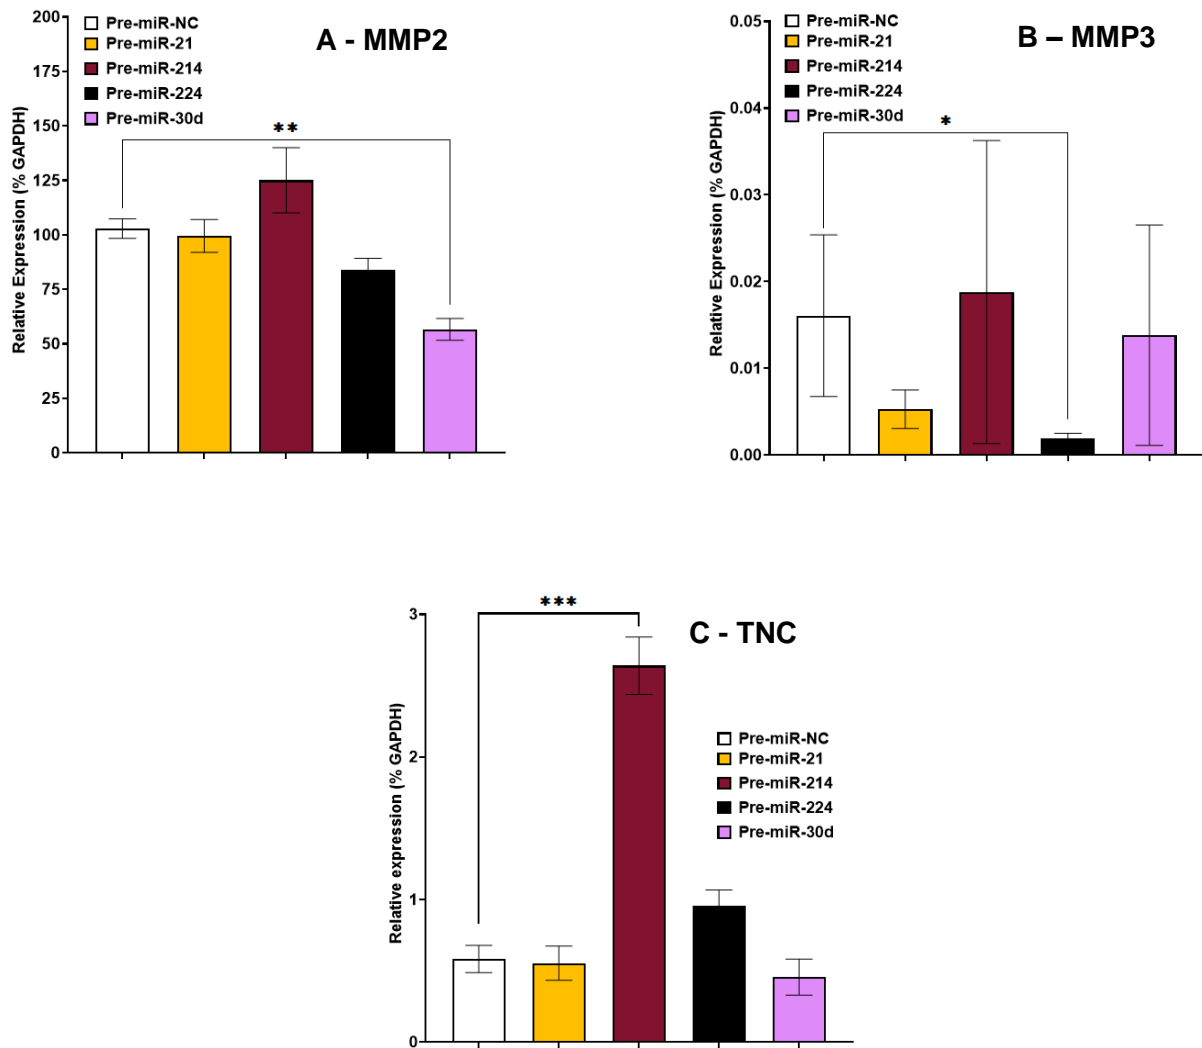 A - MMP2
Relative Expression (% GAPDH)
200
175
150
125
100
75
50
25
0
Pre-miR-NC
Pre-miR-21
Pre-miR-214
Pre-miR-224
Pre-miR-30d
**
B – MMP3
Relative Expression (% GAPDH)
0.05
0.04
0.03
0.02
0.01
0.00
Pre-miR-NC
Pre-miR-21
Pre-miR-214
Pre-miR-224
Pre-miR-30d
*
C - TNC
Relative expression (% GAPDH)
3
2
1
0
***
Pre-miR-NC
Pre-miR-21
Pre-miR-214
Pre-miR-224
Pre-miR-30d